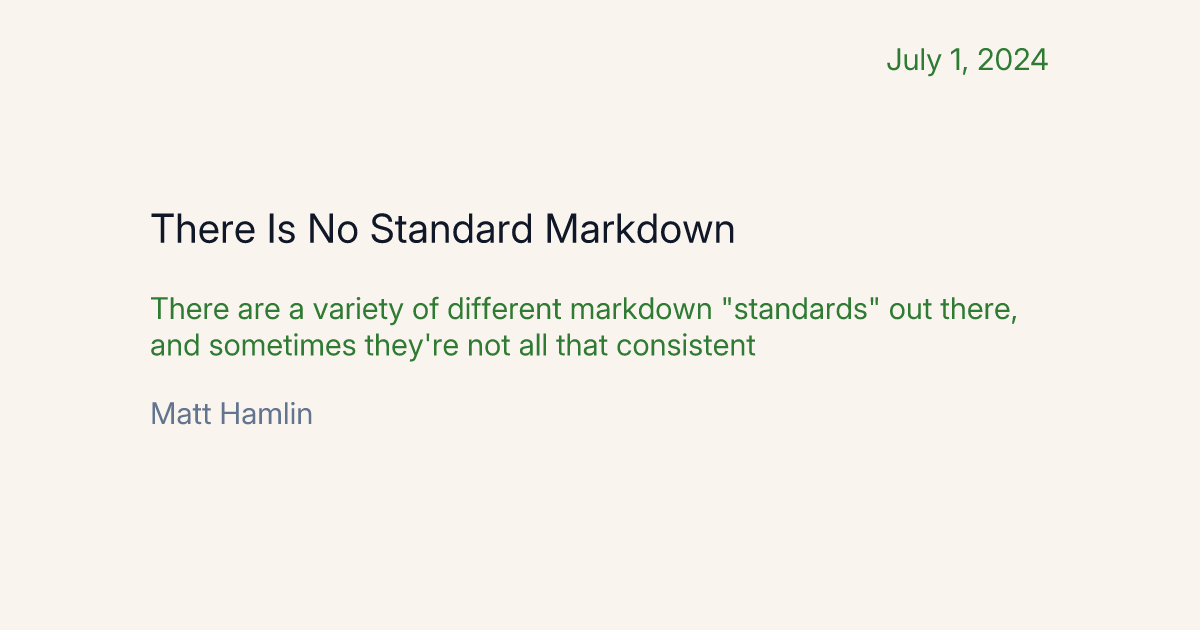 July 1, 2024
There Is No Standard Markdown
There are a variety of different markdown "standards" out there,
and sometimes they're not all that consistent
Matt Hamlin